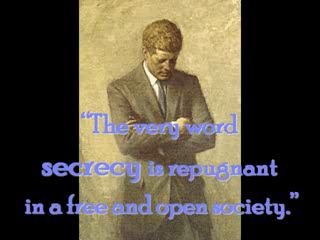 “The very word
secrecy is repugnant
in a free and open society.”